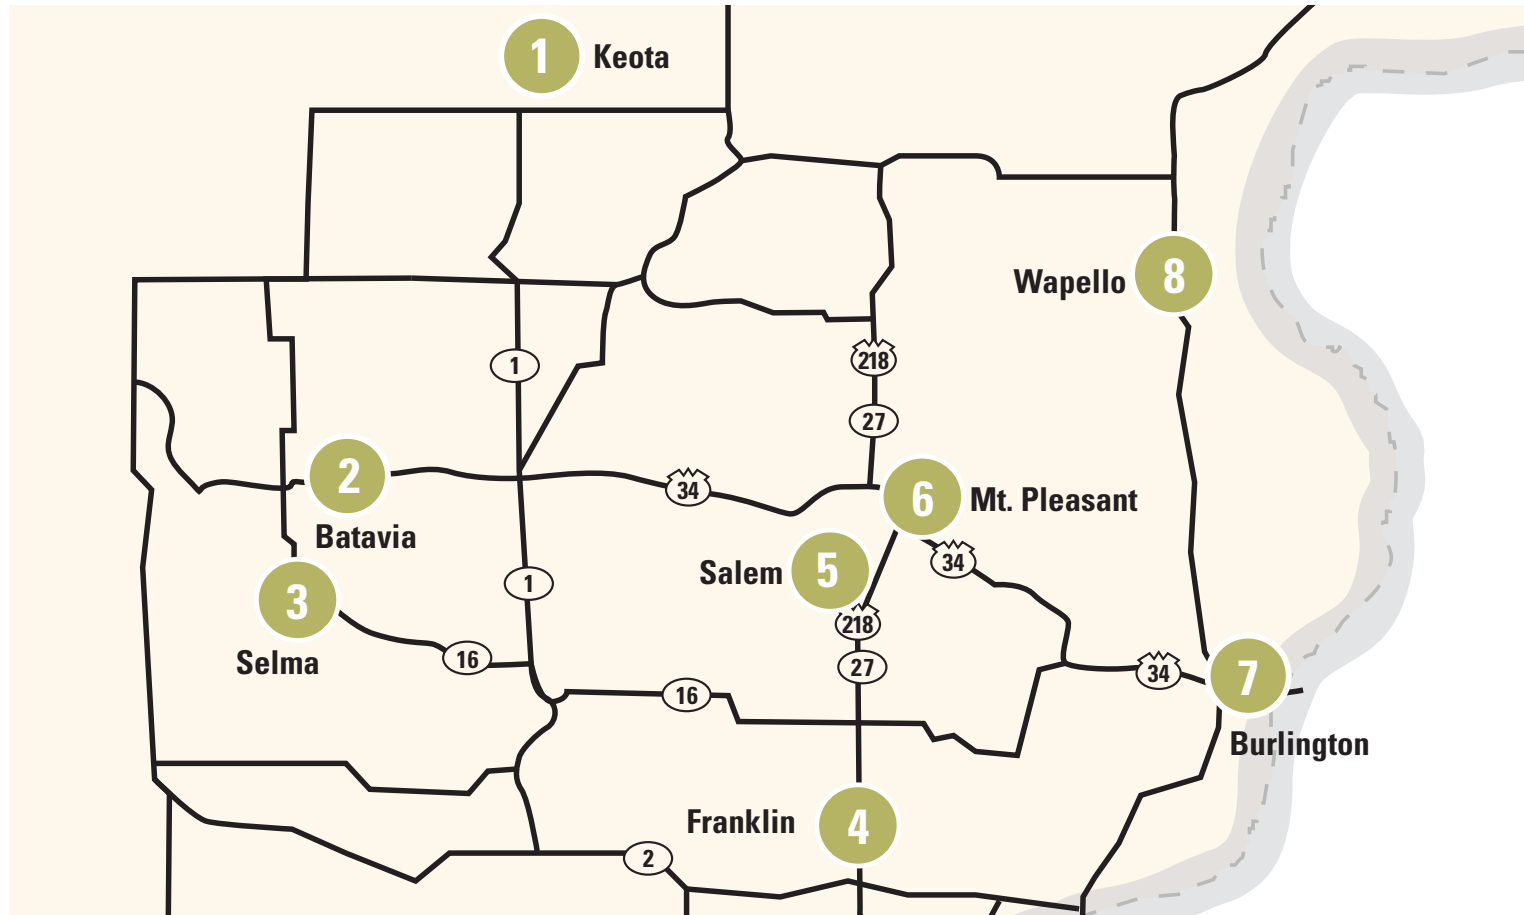 1 Keota
8
Wapello
1
218
27
2
34
6
Mt. Pleasant
Batavia
34
Salem 5
1
3
218
Selma
16
27
34
7
16
Burlington
Franklin 4
2